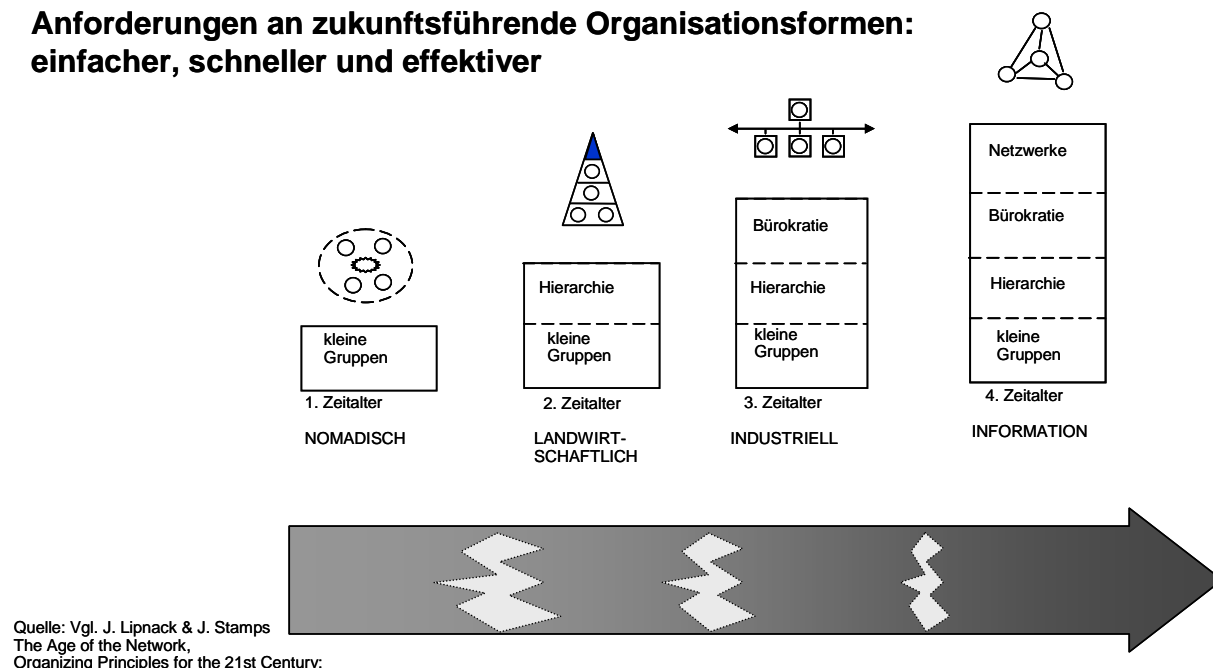 Anforderungen an zukunftsführende Organisationsformen:
einfacher, schneller und effektiver
kleine
Gruppen
1. Zeitalter
NOMADISCH
Hierarchie
kleine
Gruppen
2. Zeitalter
LANDWIRT-
SCHAFTLICH
Bürokratie
Hierarchie
kleine
Gruppen
3. Zeitalter
INDUSTRIELL
Netzwerke
Bürokratie
Hierarchie
kleine
Gruppen
4. Zeitalter
INFORMATION
Quelle: Vgl. J. Lipnack & J. Stamps
The Age of the Network,
Organizing Principles for the 21st Century: